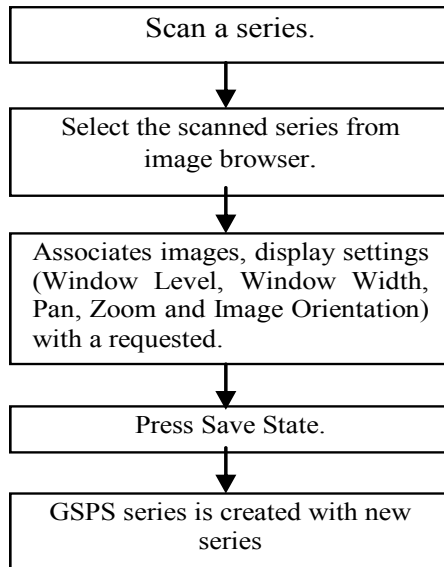 Scan a series.
Select the scanned series from
image browser.
Associates images, display settings
(Window Level, Window Width,
Pan, Zoom and Image Orientation)
with a requested.
Press Save State.
GSPS series is created with new
series